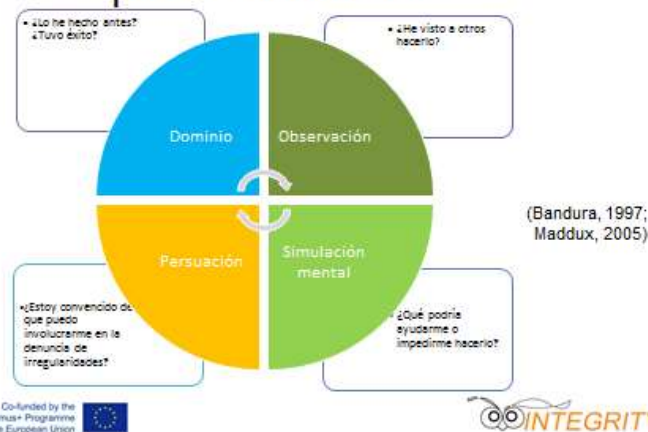 • ¿Lo he hecho antes?
¿Tuvo éxito?
• ¿He visto a otros
hacerlo?
Dominio
Observación
Persuación
Simulación
mental
(Bandura, 1997;
Maddux, 2005)
•¿Estoy convencido de
que puedo
involucrarme en la
denuncia de
irregularidades?
¿Qué podría
ayudarme o
impedirme hacerlo?
Co-funded by the
Programme
European Union
INTEGRIT